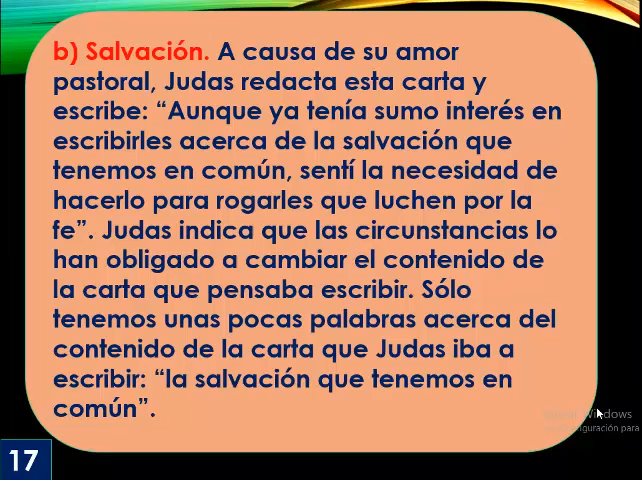 b) Salvación. A causa de su amor
pastoral, Judas redacta esta carta y
escribe: “Aunque ya tenía sumo interés en
escribirles acerca de la salvación que
tenemos en común, sentí la necesidad de
hacerlo para rogarles que luchen por la
fe”. Judas indica que las circunstancias lo
han obligado a cambiar el contenido de
la carta que pensaba escribir. Sólo
tenemos unas pocas palabras acerca del
contenido de la carta que Judas iba a
escribir: “la salvación que tenemos en
común”.
17